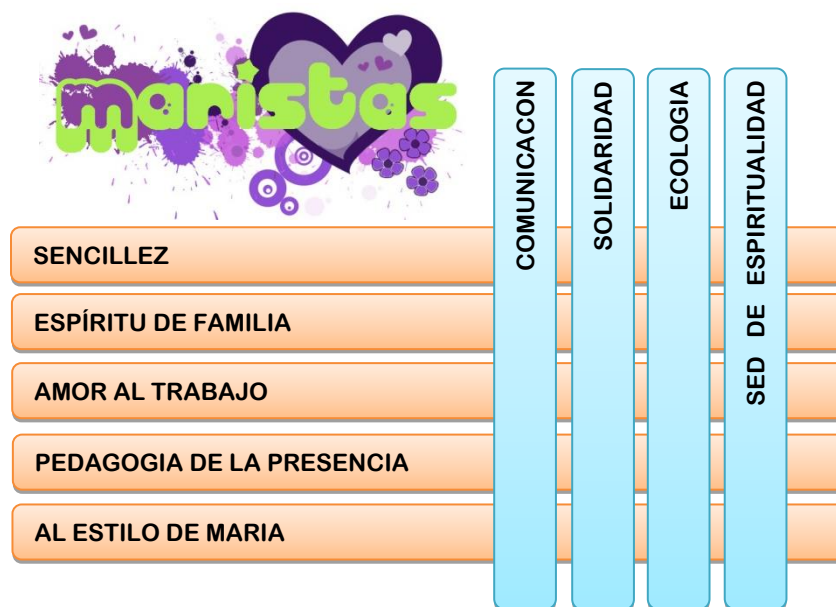 maristas
COMUNICACON
SOLIDARIDAD
ECOLOGIA
SED DE ESPIRITUALIDAD
SENCILLEZ
ESPÍRITU DE FAMILIA
AMOR AL TRABAJO
PEDAGOGIA DE LA PRESENCIA
AL ESTILO DE MARIA